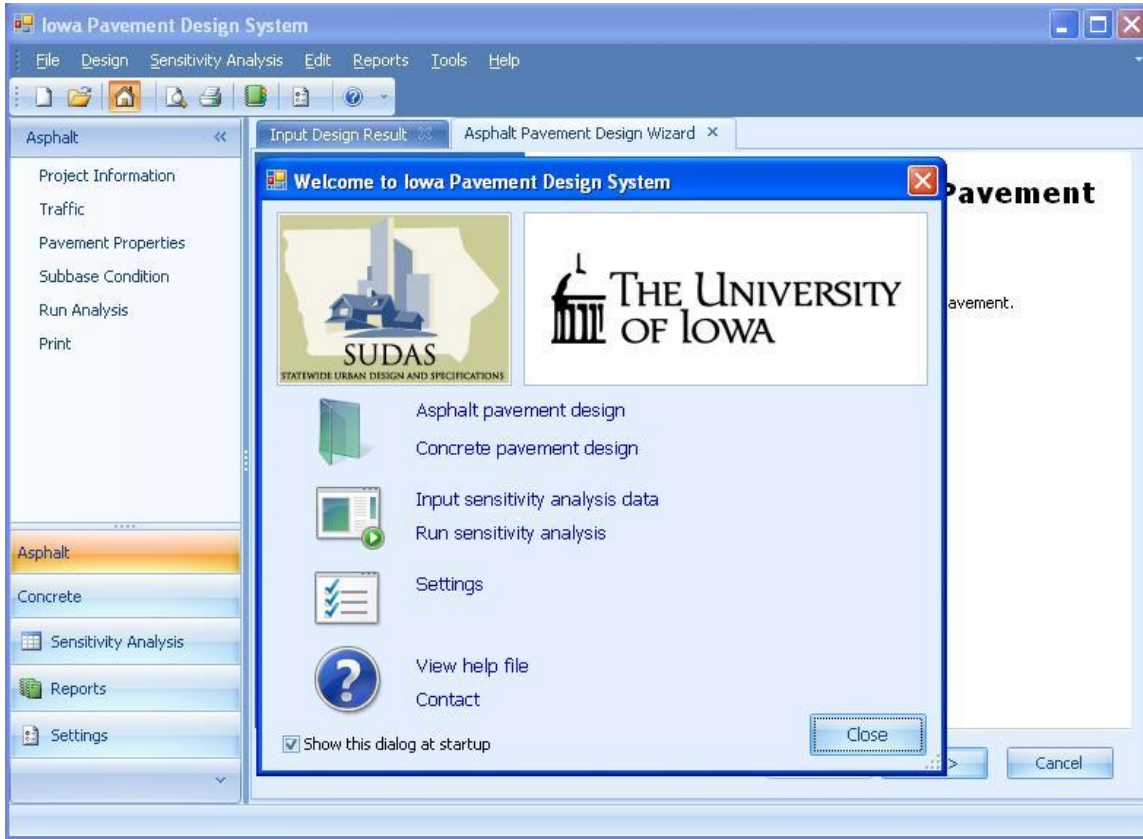 Iowa Pavement Design System
File Design Sensitivity Analysis Edit Reports Tools Help
Asphalt
Input Design Result
Asphalt Pavement Design Wizard
Project Information
Traffic
Pavement Properties
Subbase Condition
Run Analysis
Print
Asphalt
Concrete
Sensitivity Analysis
Reports
Settings
Pavement
avement.
Welcome to Iowa Pavement Design System
SUDAS
STATEWIDE URBAN DESIGN AND SPECIFICATIONS
THE UNIVERSITY
OF IOWA
Asphalt pavement design
Concrete pavement design
Input sensitivity analysis data
Run sensitivity analysis
Settings
View help file
Contact
Show this dialog at startup
Close
>
Cancel